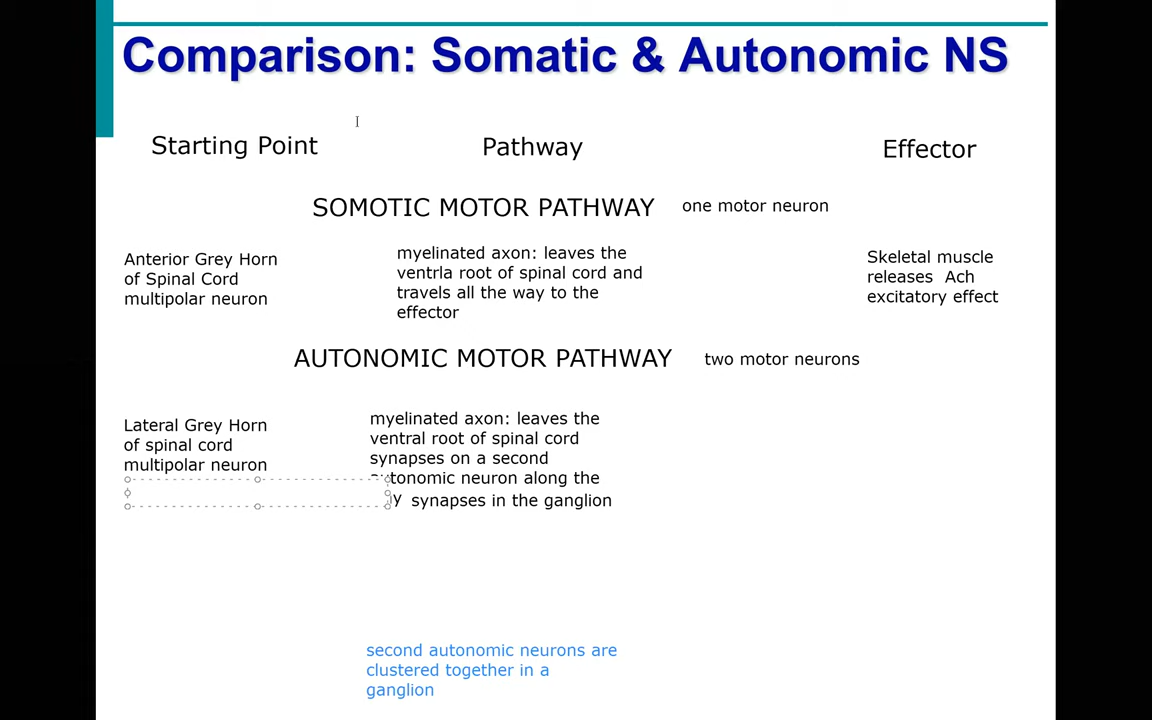 Comparison: Somatic & Autonomic NS
Starting Point
Pathway
Effector
SOMOTIC MOTOR PATHWAY
one motor neuron
Anterior Grey Horn
of Spinal Cord
multipolar neuron
myelinated axon: leaves the
ventrla root of spinal cord and
travels all the way to the
effector
Skeletal muscle
releases Ach
excitatory effect
AUTONOMIC MOTOR PATHWAY
two motor neurons
Lateral Grey Horn
of spinal cord
multipolar neuron
myelinated axon: leaves the
ventral root of spinal cord
synapses on a second
autonomic neuron along the
synapses in the ganglion
second autonomic neurons are
clustered together in a
ganglion